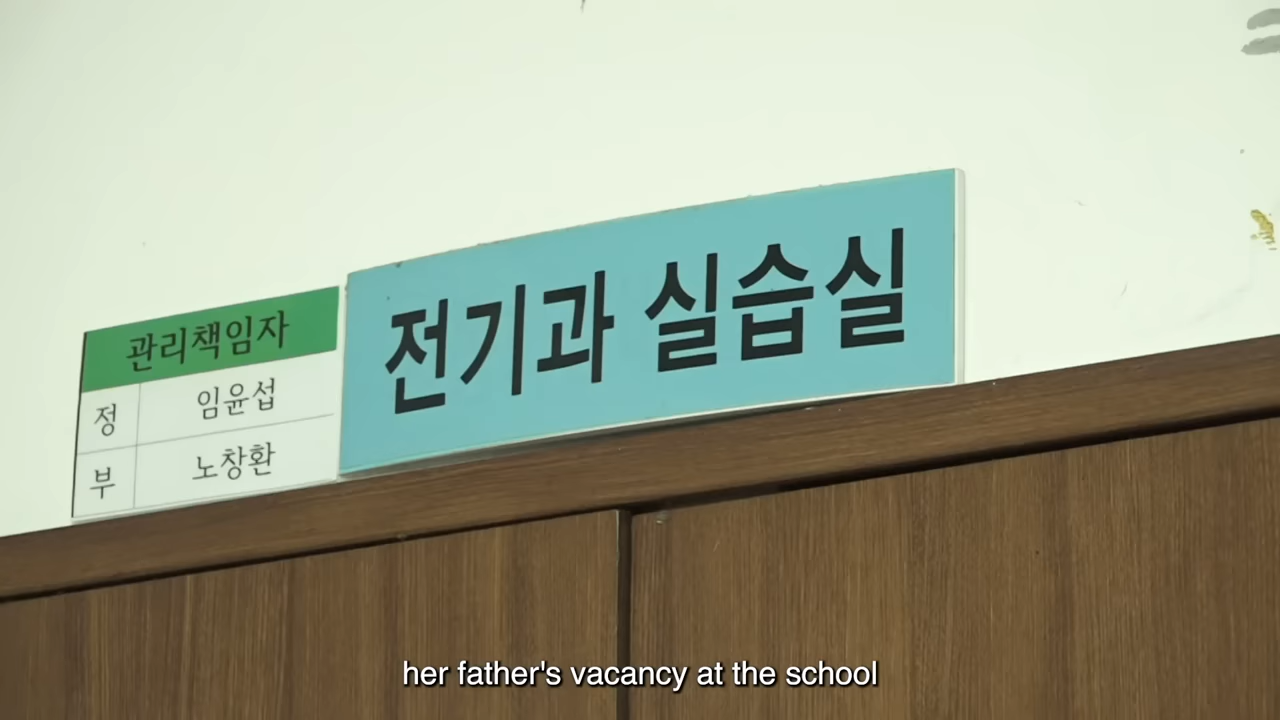 관리책임자
정 임윤섭
부 노창환
전기과 실습실
her father's vacancy at the school